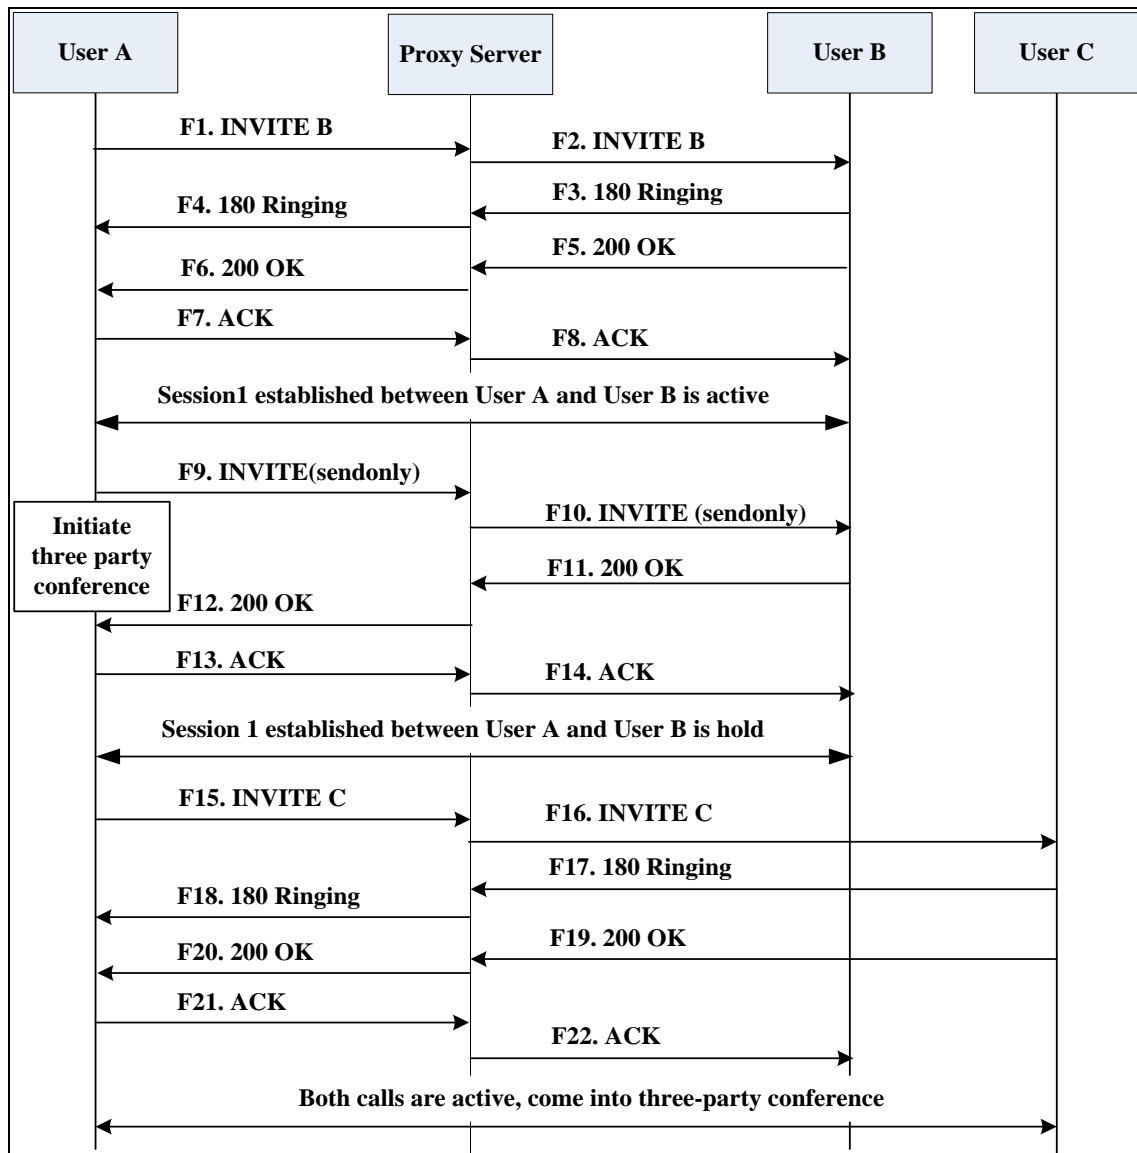 User A
Proxy Server
User B
User C
F1. INVITE B
F2. INVITE B
F3. 180 Ringing
F4. 180 Ringing
F5. 200 OK
F6. 200 OK
F7. ACK
F8. ACK
Session1 established between User A and User B is active
F9. INVITE(sendonly)
F10. INVITE (sendonly)
Initiate
three party
conference
F11. 200 OK
F12. 200 OK
F13. ACK
F14. ACK
Session 1 established between User A and User B is hold
F15. INVITE C
F16. INVITE C
F17. 180 Ringing
F18. 180 Ringing
F19. 200 OK
F20. 200 OK
F21. ACK
F22. ACK
Both calls are active, come into three-party conference